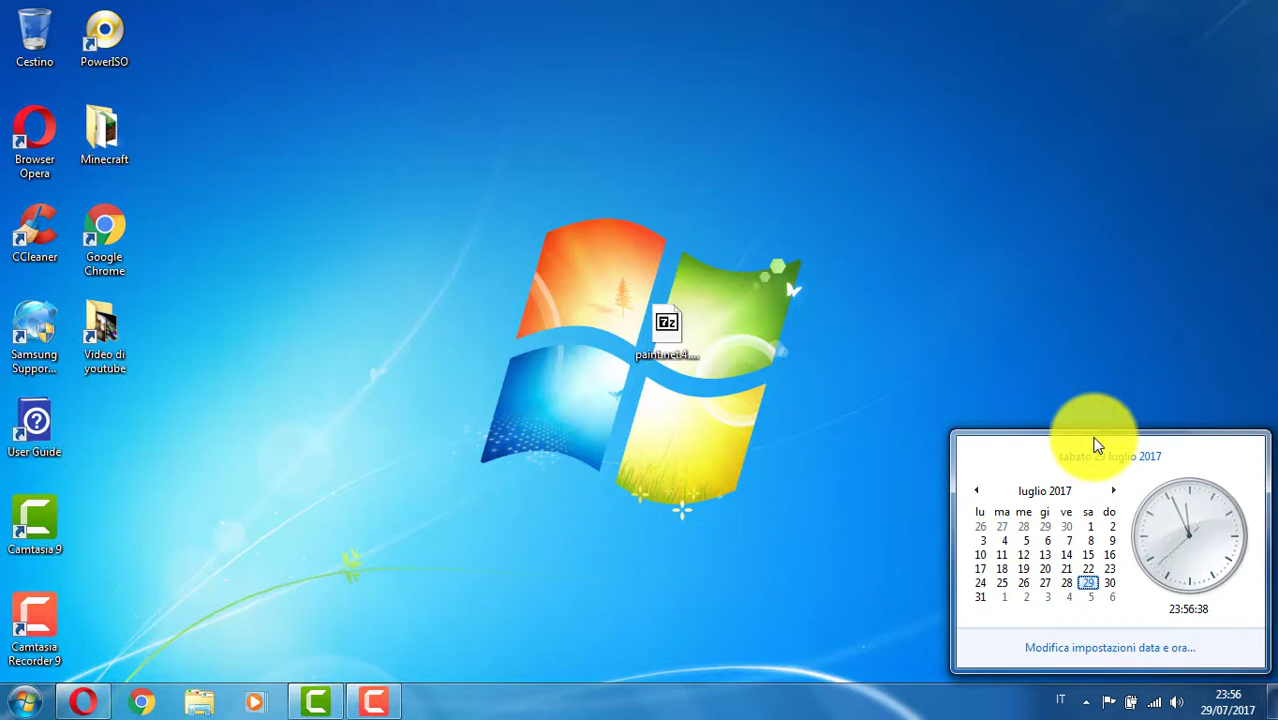 Cestino
PowerISO
Browser
Opera
Minecraft
CCleaner
Google
Chrome
Samsung
Suppor...
Video di
youtube
User Guide
Camtasia 9
Camtasia
Recorder 9
7z
paint.net.4....
sabato 29 luglio 2017
luglio 2017
lu ma me gi ve sa do
26 27 28 29 30 1 2
3 4 5 6 7 8 9
10 11 12 13 14 15 16
17 18 19 20 21 22 23
24 25 26 27 28 29 30
31 1 2 3 4 5 6
23:56:38
Modifica impostazioni data e ora...
IT
23:56
29/07/2017